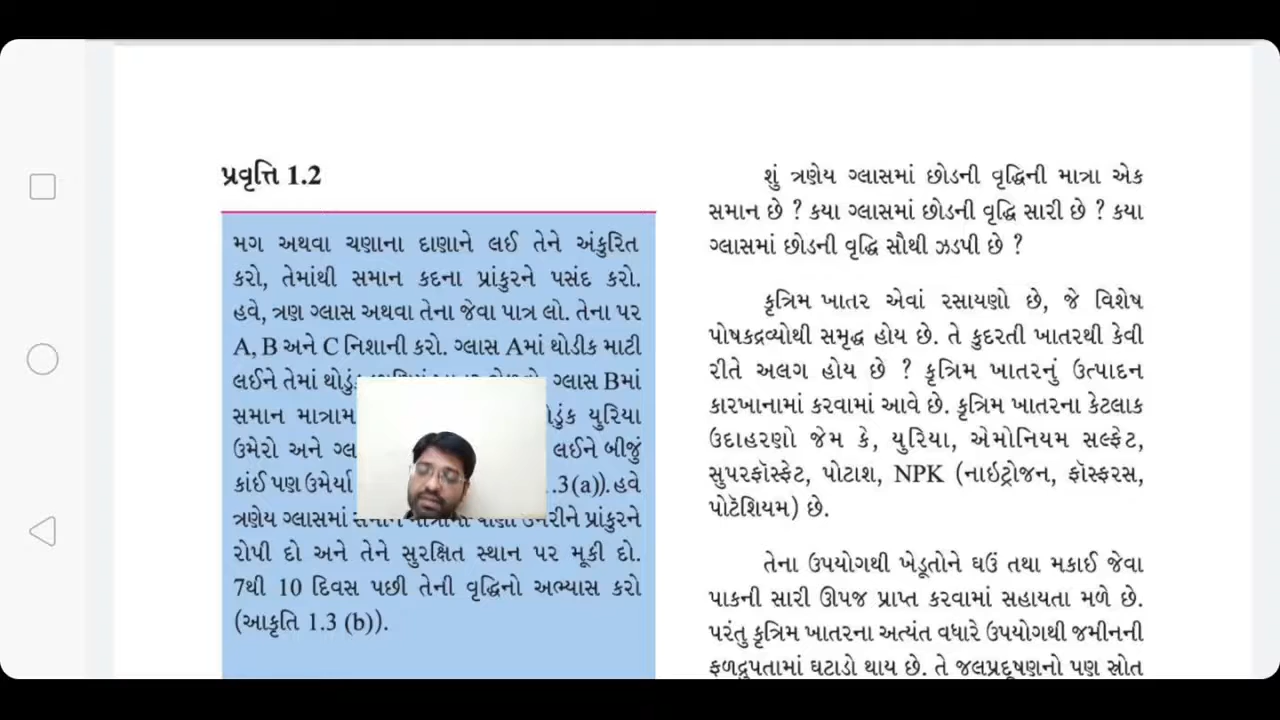 પ્રવૃત્તિ 1.2
મગ અથવા ચણાના દાણાને લઈ તેને અંકુરિત
કરો, તેમાંથી સમાન કદના પ્રાંકુરને પસંદ કરો.
હવે, ત્રણ ગ્લાસ અથવા તેના જેવા પાત્ર લો. તેના પર
A, B અને C નિશાની કરો. ગ્લાસ Aમાં થોડીક માટી
લઈને તેમાં ગ્લાસ Bમાં
સમાન યુરિયા
ઉમેરો અને લઈને બીજું
કાંઈ પણ ઉમેર્યા .3(a)). હવે
ત્રણેય ગ્લાસમાં પ્રાંકુરને
રોપી દો અને તેને સુરક્ષિત સ્થાન પર મૂકી દો.
7થી 10 દિવસ પછી તેની વૃદ્ધિનો અભ્યાસ કરો
(આકૃતિ 1.3 (b)).
શું ત્રણેય ગ્લાસમાં છોડની વૃદ્ધિની માત્રા એક
સમાન છે ? કયા ગ્લાસમાં છોડની વૃદ્ધિ સારી છે ? કયા
ગ્લાસમાં છોડની વૃદ્ધિ સૌથી ઝડપી છે ?
કૃત્રિમ ખાતર એવાં રસાયણો છે, જે વિશેષ
પોષકદ્રવ્યોથી સમૃદ્ધ હોય છે. તે કુદરતી ખાતરથી કેવી
રીતે અલગ હોય છે ? કૃત્રિમ ખાતરનું ઉત્પાદન
કારખાનામાં કરવામાં આવે છે. કૃત્રિમ ખાતરના કેટલાક
ઉદાહરણો જેમ કે, યુરિયા, એમોનિયમ સલ્ફેટ,
સુપરફૉસ્ફેટ, પોટાશ, NPK (નાઇટ્રોજન, ફૉસ્ફરસ,
પોટૅશિયમ) છે.
તેના ઉપયોગથી ખેડૂતોને ઘઉં તથા મકાઈ જેવા
પાકની સારી ઊપજ પ્રાપ્ત કરવામાં સહાયતા મળે છે.
પરંતુ કૃત્રિમ ખાતરના અત્યંત વધારે ઉપયોગથી જમીનની
ફળદ્રુપતામાં ઘટાડો થાય છે. તે જલપ્રદૂષણનો પણ સ્રોત